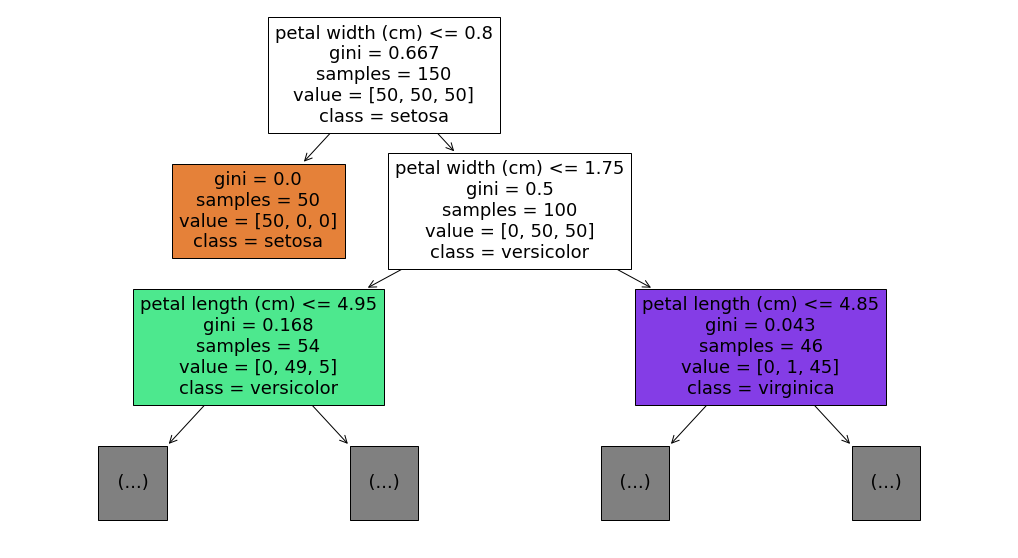 petal width (cm) <= 0.8
gini = 0.667
samples = 150
value = [50, 50, 50]
class = setosa
gini = 0.0
samples = 50
value = [50, 0, 0]
class = setosa
petal width (cm) <= 1.75
gini = 0.5
samples = 100
value = [0, 50, 50]
class = versicolor
petal length (cm) <= 4.95
gini = 0.168
samples = 54
value = [0, 49, 5]
class = versicolor
petal length (cm) <= 4.85
gini = 0.043
samples = 46
value = [0, 1, 45]
class = virginica
(...)
(...)
(...)
(...)